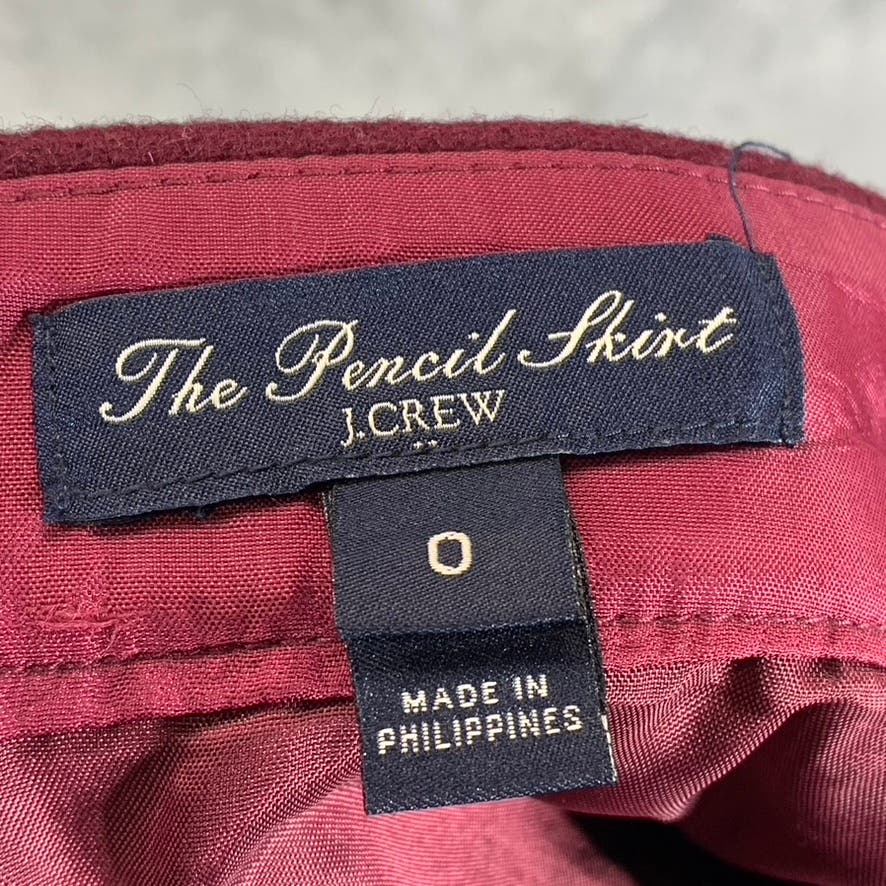 The Pencil Skirt
J.CREW
0
MADE IN
PHILIPPINES